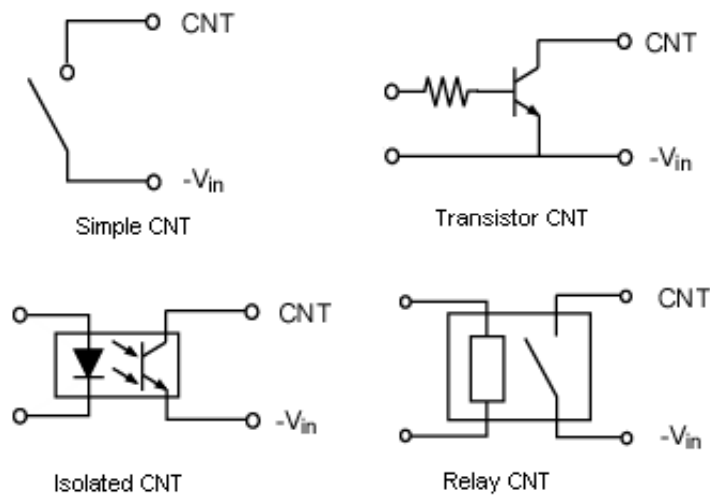 CNT
-Vin
Simple CNT
CNT
-Vin
Transistor CNT
CNT
-Vin
Isolated CNT
CNT
-Vin
Relay CNT